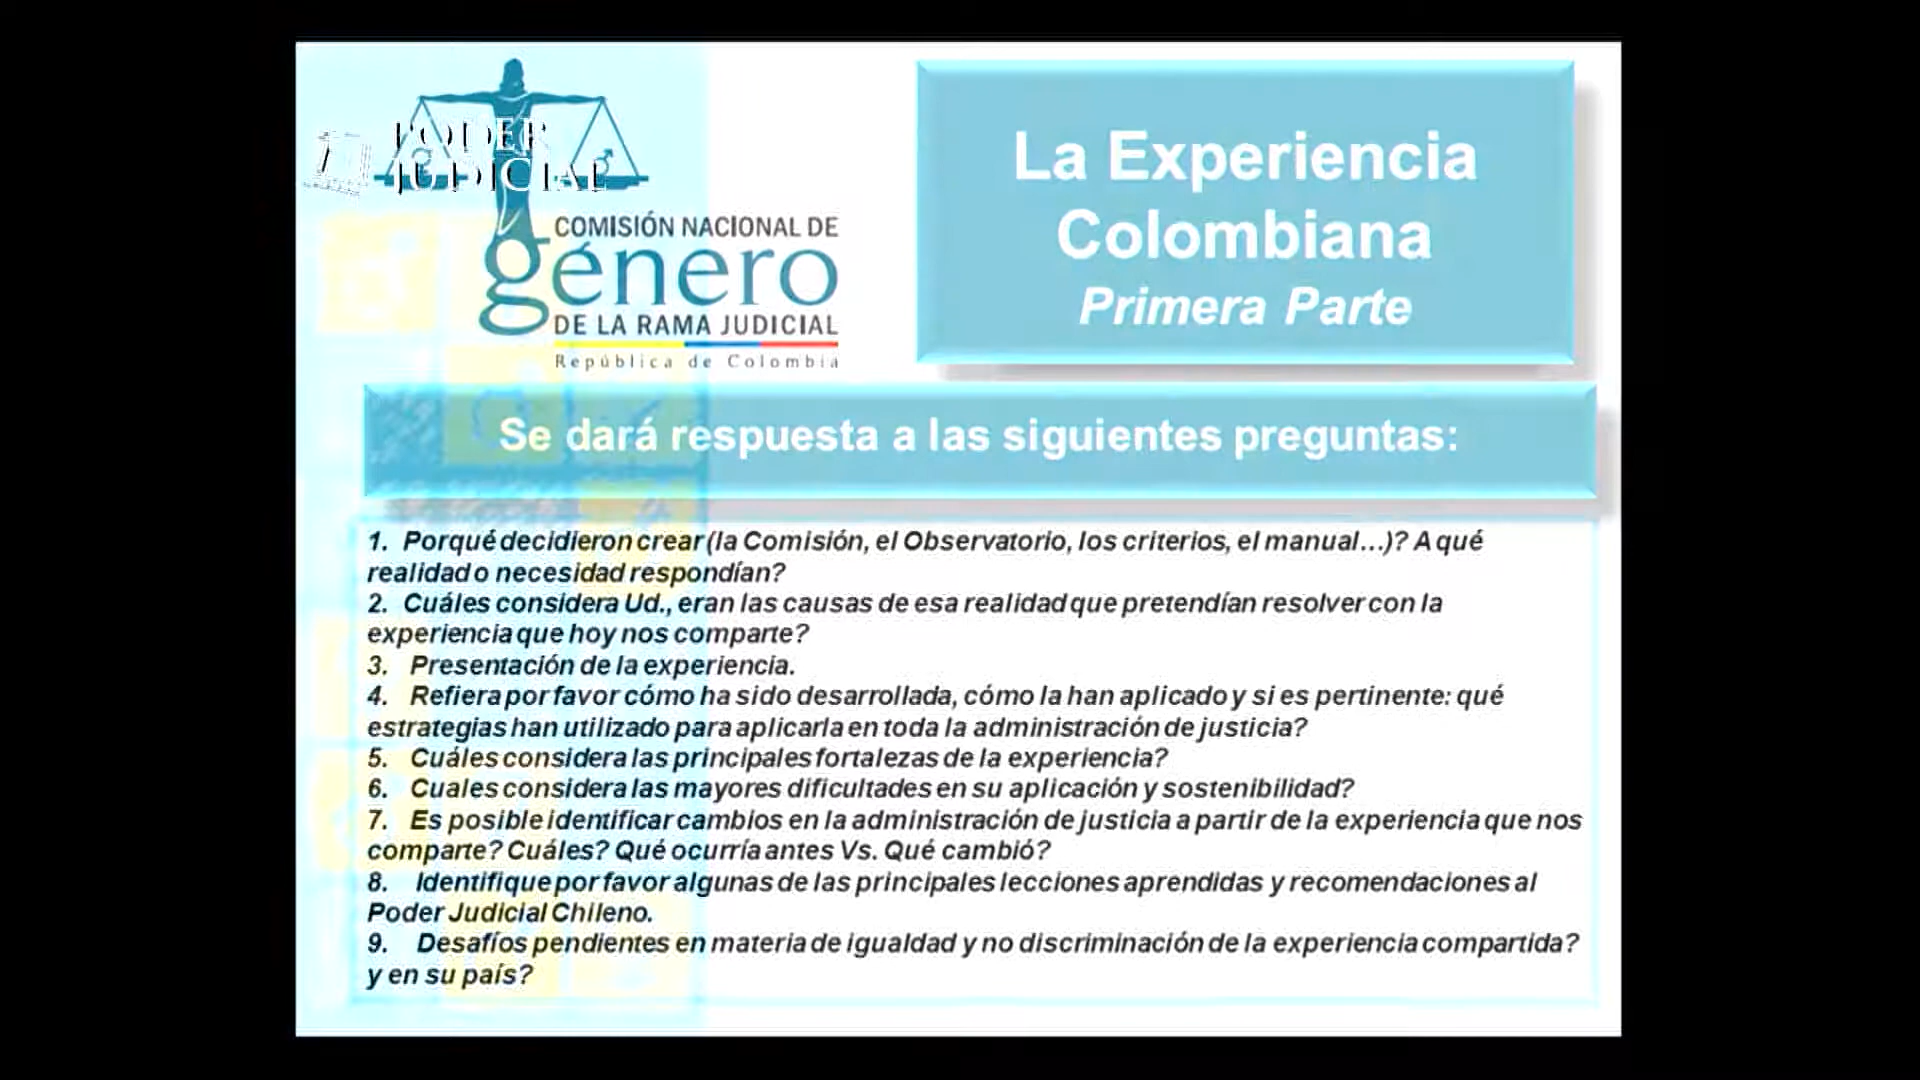 PODER
JUDICIAL
COMISIÓN NACIONAL DE
género
DE LA RAMA JUDICIAL
República de Colombia
La Experiencia
Colombiana
Primera Parte
Se dará respuesta a las siguientes preguntas:
1. Porqué decidieron crear (la Comisión, el Observatorio, los criterios, el manual...)? A qué
realidad o necesidad respondían?
2. Cuáles considera Ud., eran las causas de esa realidad que pretendían resolver con la
experiencia que hoy nos comparte?
3. Presentación de la experiencia.
4. Refiera por favor cómo ha sido desarrollada, cómo la han aplicado y si es pertinente: qué
estrategias han utilizado para aplicarla en toda la administración de justicia?
5. Cuáles considera las principales fortalezas de la experiencia?
6. Cuales considera las mayores dificultades en su aplicación y sostenibilidad?
7. Es posible identificar cambios en la administración de justicia a partir de la experiencia que nos
comparte? Cuáles? Qué ocurría antes Vs. Qué cambió?
8. Identifique por favor algunas de las principales lecciones aprendidas y recomendaciones al
Poder Judicial Chileno.
9. Desafíos pendientes en materia de igualdad y no discriminación de la experiencia compartida?
y en su país?